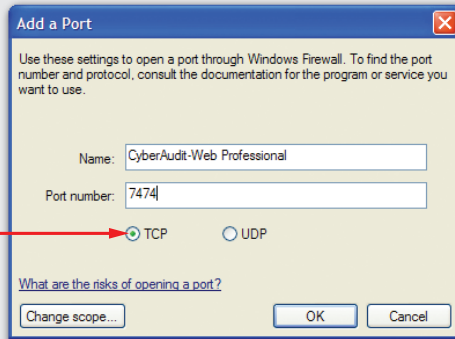 Add a Port
Use these settings to open a port through Windows Firewall. To find the port
number and protocol, consult the documentation for the program or service you
want to use.
Name: CyberAudit-Web Professional
Port number: 7474
TCP UDP
What are the risks of opening a port?
Change scope... OK Cancel